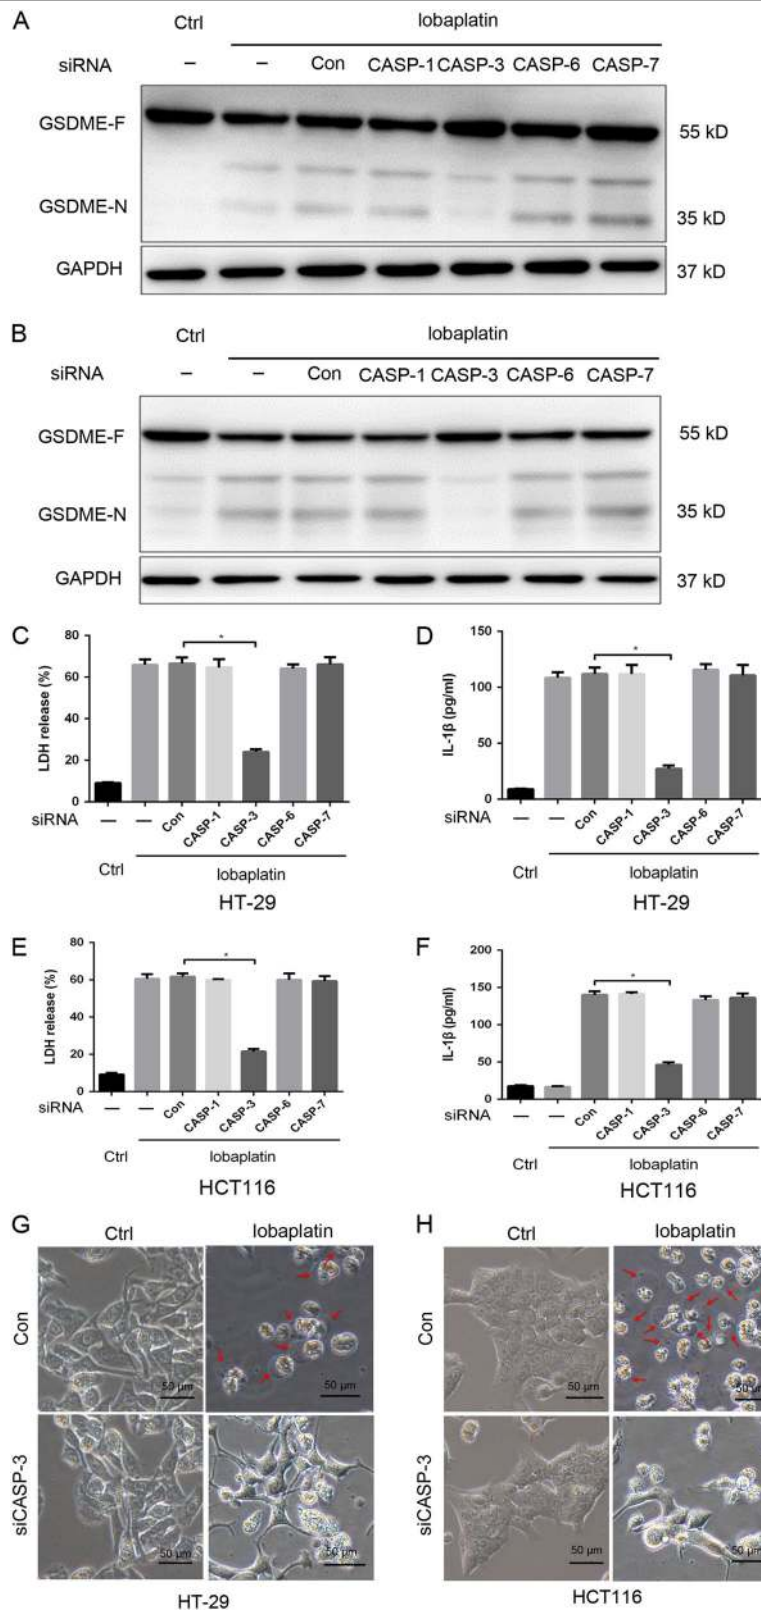 A
Ctrl
lobaplatin
siRNA – – Con CASP-1 CASP-3 CASP-6 CASP-7
GSDME-F
55 kD
GSDME-N
35 kD
GAPDH
37 kD
B
Ctrl
lobaplatin
siRNA – – Con CASP-1 CASP-3 CASP-6 CASP-7
GSDME-F
55 kD
GSDME-N
35 kD
GAPDH
37 kD
C
LDH release (%)
80
60
40
20
0
*
siRNA — — Con CASP-1 CASP-3 CASP-6 CASP-7
Ctrl lobaplatin
HT-29
D
IL-1β (pg/ml)
150
100
50
0
*
siRNA — — Con CASP-1 CASP-3 CASP-6 CASP-7
Ctrl lobaplatin
HT-29
E
LDH release (%)
80
60
40
20
0
*
siRNA — — Con CASP-1 CASP-3 CASP-6 CASP-7
Ctrl lobaplatin
HCT116
F
IL-1β (pg/ml)
200
150
100
50
0
*
siRNA — — Con CASP-1 CASP-3 CASP-6 CASP-7
Ctrl lobaplatin
HCT116
G
Ctrl lobaplatin
Con
50 μm
50 μm
siCASP-3
50 μm
50 μm
HT-29
H
Ctrl lobaplatin
Con
50 μm
50 μm
siCASP-3
50 μm
50 μm
HCT116